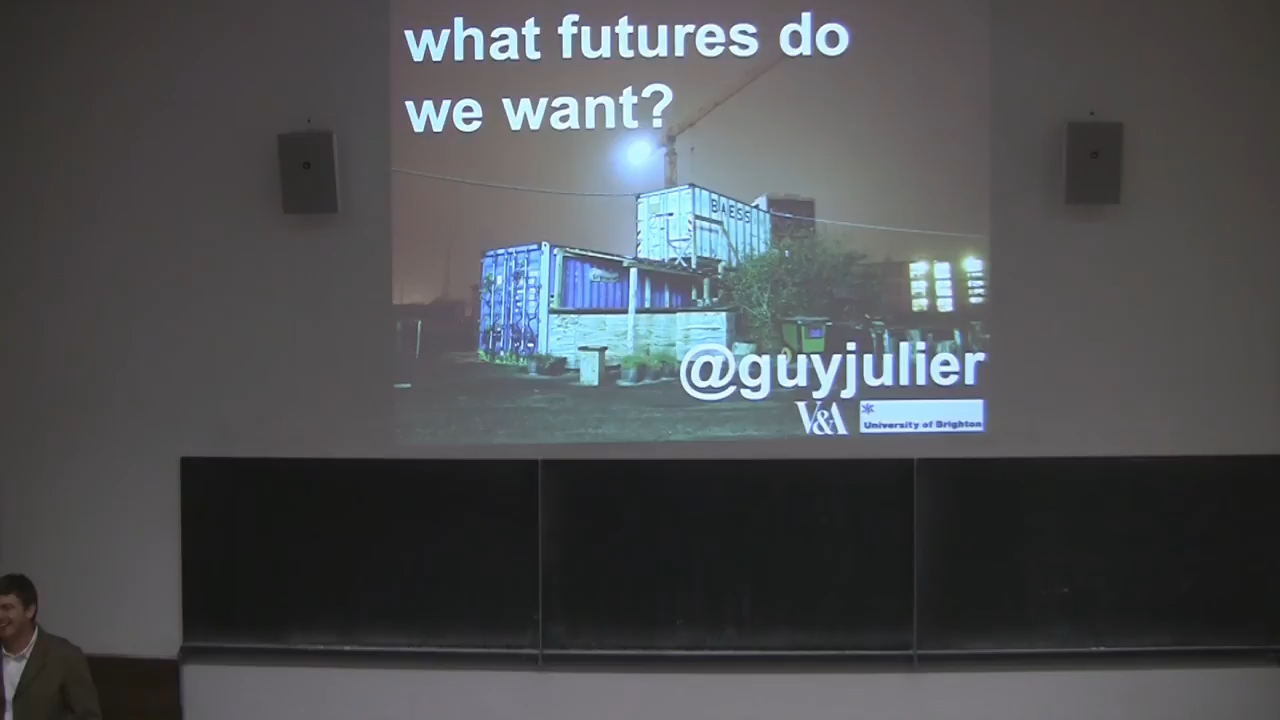 what futures do
we want?
BAESS
@guyjulier
V&A
University of Brighton